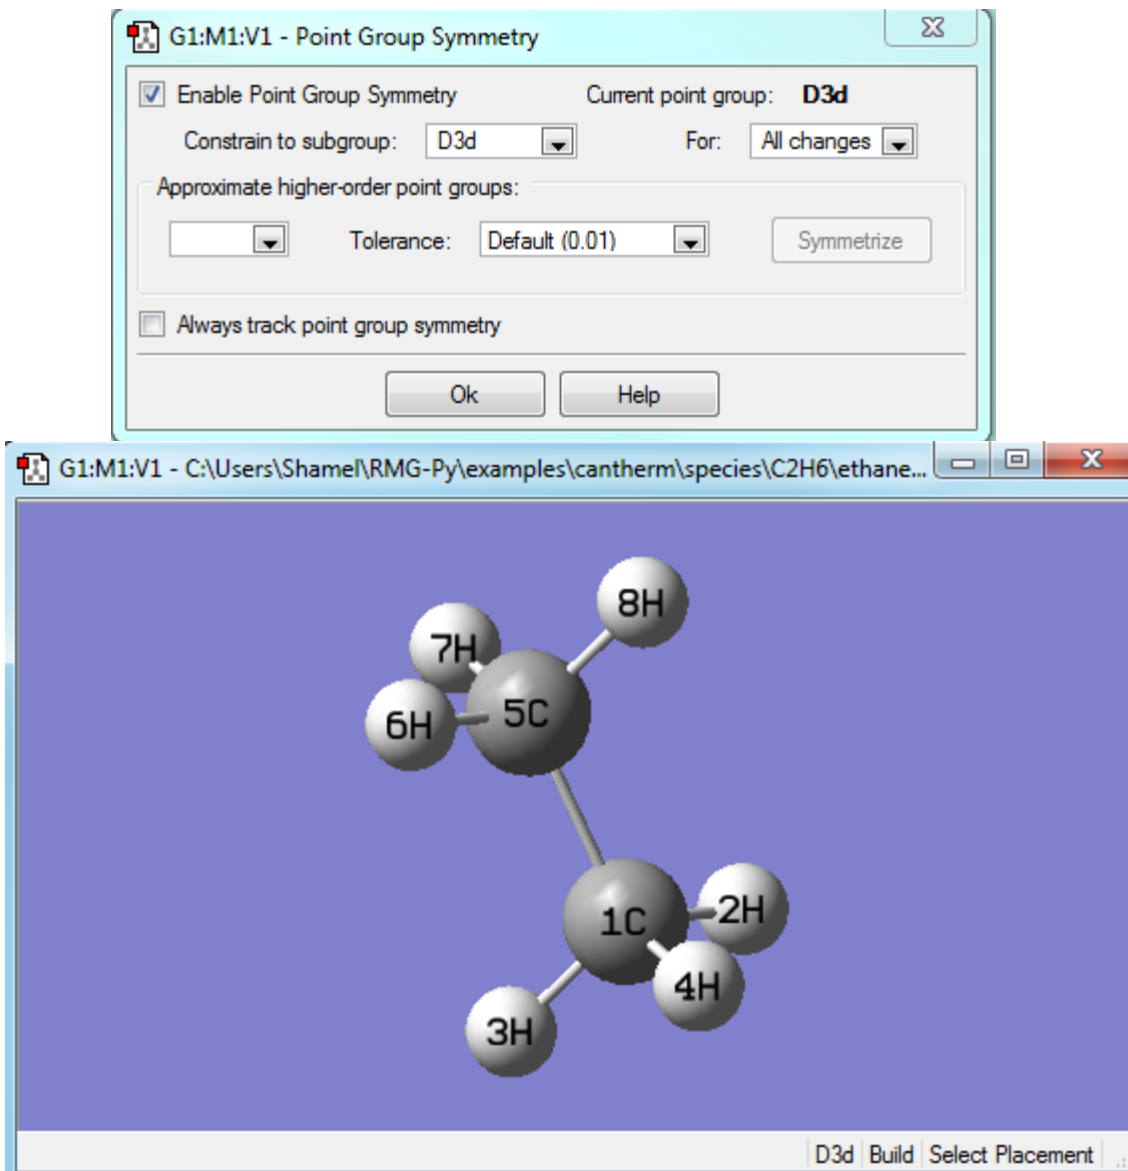 G1:M1:V1 - Point Group Symmetry
Enable Point Group Symmetry Current point group: D3d
Constrain to subgroup: D3d For: All changes
Approximate higher-order point groups:
Tolerance: Default (0.01) Symmetrize
Always track point group symmetry
Ok Help
G1:M1:V1 - C:\Users\Shamel\RMG-Py\examples\cantherm\species\C2H6\ethane...
8H
7H
5C
6H
2H
1C
4H
3H
D3d Build Select Placement